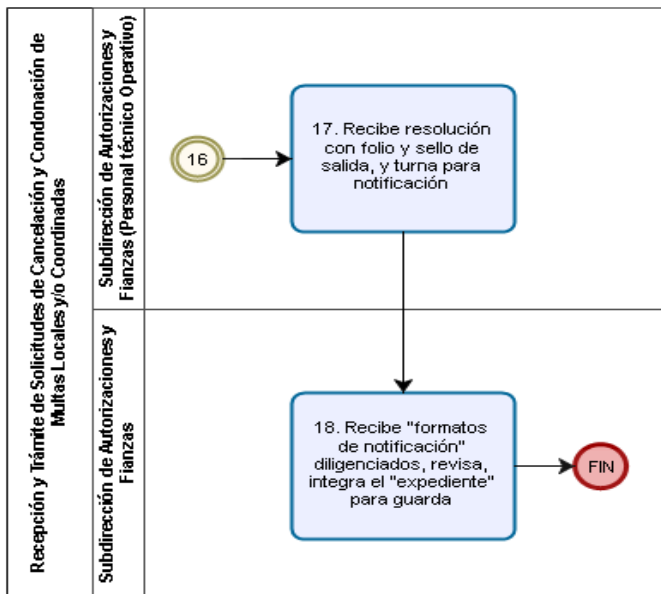 Recepción y Trámite de Solicitudes de Cancelación y Condonación de
Multas Locales y/o Coordinadas
Subdirección de Autorizaciones y
Fianzas (Personal técnico Operativo)
16
17. Recibe resolución
con folio y sello de
salida, y turna para
notificación
Subdirección de Autorizaciones y
Fianzas
18. Recibe "formatos
de notificación"
diligenciados, revisa,
integra el "expediente"
para guarda
FIN